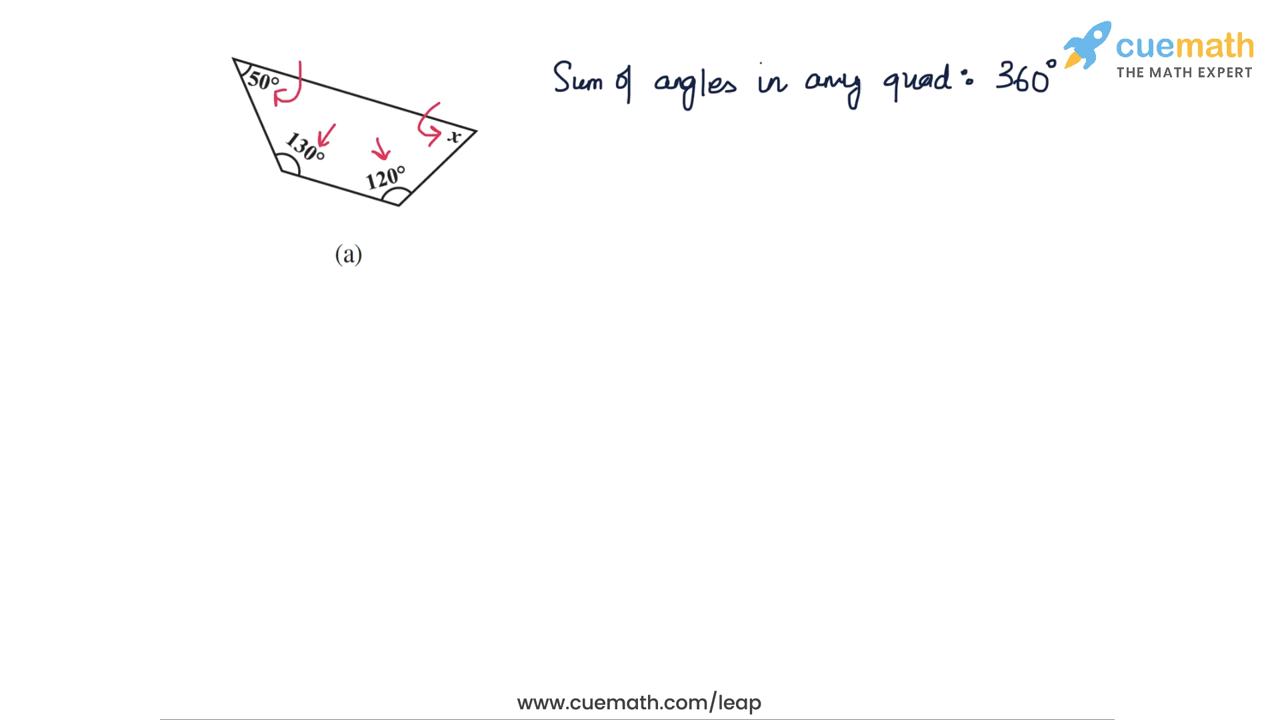 Sum of angles in any quad: 360°
cuemath
THE MATH EXPERT
50°
x
130°
120°
(a)
www.cuemath.com/leap